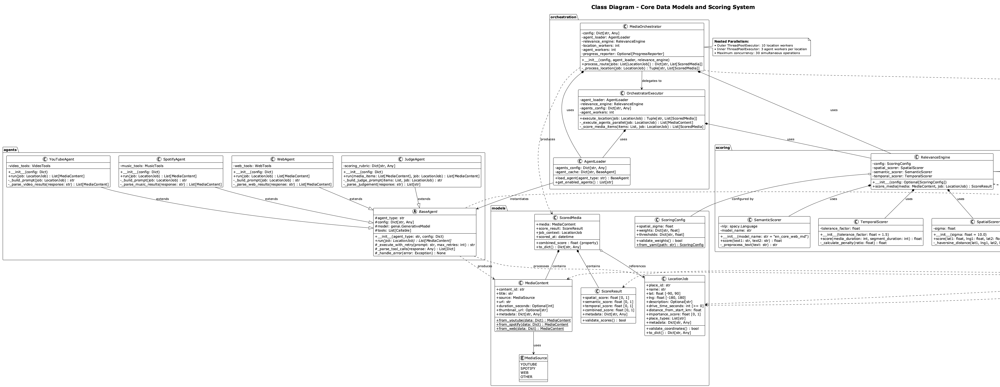 Class Diagram - Core Data Models and Scoring System
orchestration
C MediaOrchestrator
-config: Dict[str, Any]
-agent_loader: AgentLoader
-relevance_engine: RelevanceEngine
-location_workers: int
-agent_workers: int
-progress_reporter: Optional[ProgressReporter]
+__init__(config, agent_loader, relevance_engine)
+process_route(jobs: List[LocationJob]) : Dict[str, List[ScoredMedia]]
-_process_location(job: LocationJob) : Tuple[str, List[ScoredMedia]]
Nested Parallelism:
• Outer ThreadPoolExecutor: 10 location workers
• Inner ThreadPoolExecutor: 3 agent workers per location
• Maximum concurrency: 30 simultaneous operations
delegates to
C OrchestratorExecutor
-agent_loader: AgentLoader
-relevance_engine: RelevanceEngine
-agents_config: Dict[str, Any]
-agent_workers: int
+execute_location(job: LocationJob) : Tuple[str, List[ScoredMedia]]
-_execute_agents_parallel(job: LocationJob) : List[MediaContent]
-_score_media_items(items: List, job: LocationJob) : List[ScoredMedia]
uses
uses
produces
uses
uses
C AgentLoader
-agents_config: Dict[str, Any]
-agent_cache: Dict[str, BaseAgent]
+load_agent(agent_type: str) : BaseAgent
+get_enabled_agents() : List[str]
agents
C YouTubeAgent
-video_tools: VideoTools
+__init__(config: Dict)
+run(job: LocationJob) : List[MediaContent]
-_build_prompt(job: LocationJob) : str
-_parse_video_results(response: str) : List[MediaContent]
C SpotifyAgent
-music_tools: MusicTools
+__init__(config: Dict)
+run(job: LocationJob) : List[MediaContent]
-_build_prompt(job: LocationJob) : str
-_parse_music_results(response: str) : List[MediaContent]
C WebAgent
-web_tools: WebTools
+__init__(config: Dict)
+run(job: LocationJob) : List[MediaContent]
-_build_prompt(job: LocationJob) : str
-_parse_web_results(response: str) : List[MediaContent]
C JudgeAgent
-scoring_rubric: Dict[str, Any]
+__init__(config: Dict)
+run(media_items: List[MediaContent], job: LocationJob) : List[MediaContent]
-_build_judge_prompt(items: List, job: LocationJob) : str
-_parse_judgement(response: str) : List[str]
extends
extends
extends
extends
instantiates
A BaseAgent
#agent_type: str
#config: Dict[str, Any]
#model: genai.GenerativeModel
#tools: List[Callable]
+__init__(agent_type: str, config: Dict)
+run(job: LocationJob) : List[MediaContent]
#_execute_with_retry(prompt: str, max_retries: int) : str
#_parse_tool_calls(response: Any) : List[Dict]
#_handle_error(error: Exception) : None
scoring
C RelevanceEngine
-config: ScoringConfig
-spatial_scorer: SpatialScorer
-semantic_scorer: SemanticScorer
-temporal_scorer: TemporalScorer
+__init__(config: Optional[ScoringConfig])
+score_media(media: MediaContent, job: LocationJob) : ScoreResult
configured by
uses
uses
uses
C SemanticScorer
-nlp: spacy.Language
-model_name: str
+__init__(model_name: str = "en_core_web_md")
+score(text1: str, text2: str) : float
-_preprocess_text(text: str) : str
C TemporalScorer
-tolerance_factor: float
+__init__(tolerance_factor: float = 1.5)
+score(media_duration: int, segment_duration: int) : float
-_calculate_penalty(ratio: float) : float
C SpatialScorer
-sigma: float
+__init__(sigma: float = 10.0)
+score(lat1: float, lng1: float, lat2: flo
-_haversine_distance(lat1, lng1, lat2,
models
C ScoredMedia
+media: MediaContent
+score_result: ScoreResult
+job_context: LocationJob
+scored_at: datetime
+combined_score : float {property}
+to_dict() : Dict[str, Any]
C ScoringConfig
+spatial_sigma: float
+weights: Dict[str, float]
+thresholds: Dict[str, float]
+validate_weights() : bool
+from_yaml(path: str) : ScoringConfig
produces
processes
contains
contains
references
C MediaContent
+content_id: str
+title: str
+source: MediaSource
+url: str
+duration_seconds: Optional[int]
+thumbnail_url: Optional[str]
+metadata: Dict[str, Any]
+from_youtube(data: Dict) : MediaContent
+from_spotify(data: Dict) : MediaContent
+from_web(data: Dict) : MediaContent
C ScoreResult
+spatial_score: float [0, 1]
+semantic_score: float [0, 1]
+temporal_score: float [0, 1]
+combined_score: float [0, 1]
+metadata: Dict[str, Any]
+validate_scores() : bool
C LocationJob
+place_id: str
+name: str
+lat: float [-90, 90]
+lng: float [-180, 180]
+description: Optional[str]
+drive_time_seconds: int [>= 0]
+distance_from_start_km: float
+importance_score: float [0, 1]
+place_types: List[str]
+metadata: Dict[str, Any]
+validate_coordinates() : bool
+to_dict() : Dict[str, Any]
uses
E MediaSource
YOUTUBE
SPOTIFY
WEB
OTHER